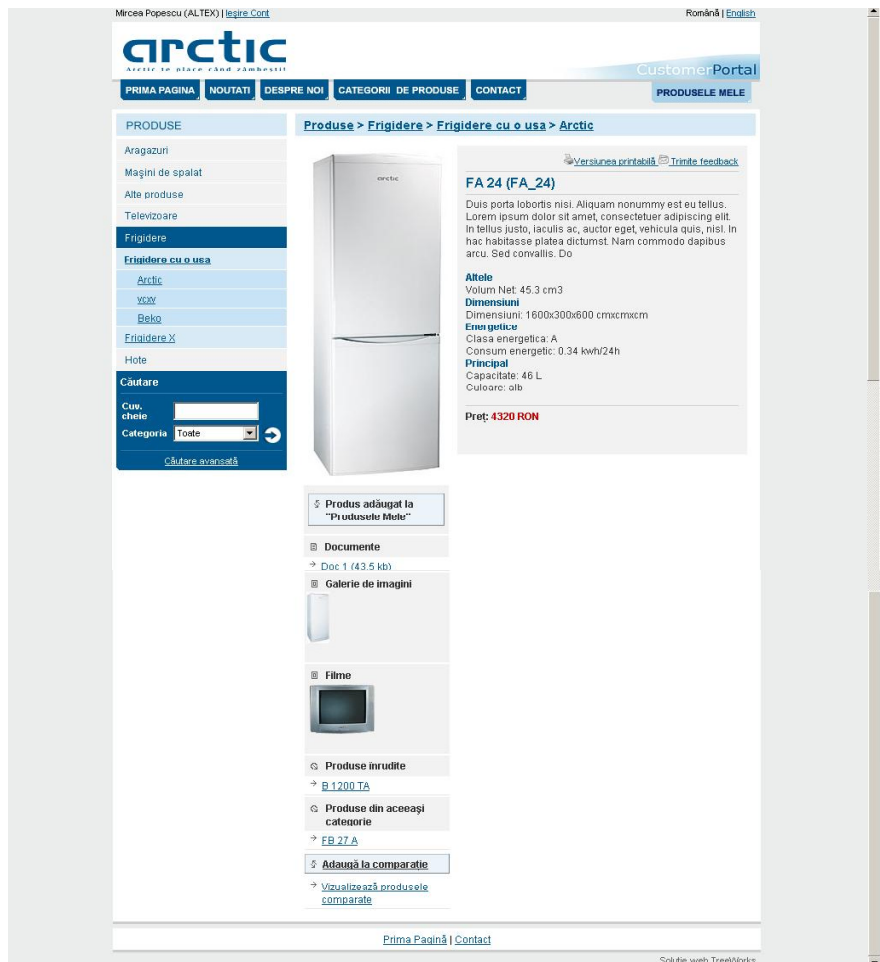 Mircea Popescu (ALTEX) | Ieşire Cont
Română | English
arctic
Arctic te place când zâmbeşti!
CustomerPortal
PRIMA PAGINA
NOUTATI
DESPRE NOI
CATEGORII DE PRODUSE
CONTACT
PRODUSELE MELE
PRODUSE
Aragazuri
Maşini de spalat
Alte produse
Televizoare
Frigidere
Frigidere cu o usa
Arctic
vcxv
Beko
Frigidere X
Hote
Căutare
Cuv.
cheie
Categoria Toate
Căutare avansată
Produse > Frigidere > Frigidere cu o usa > Arctic
arctic
Versiunea printabilă Trimite feedback
FA 24 (FA_24)
Duis porta lobortis nisi. Aliquam nonummy est eu tellus.
Lorem ipsum dolor sit amet, consectetuer adipiscing elit.
In tellus justo, iaculis ac, auctor eget, vehicula quis, nisl. In
hac habitasse platea dictumst. Nam commodo dapibus
arcu. Sed convallis. Do
Altele
Volum Net: 45.3 cm3
Dimensiuni
Dimensiuni: 1600x300x600 cmxcmxcm
Energetice
Clasa energetica: A
Consum energetic: 0.34 kwh/24h
Principal
Capacitate: 46 L
Culoare: alb
Preţ: 4320 RON
Produs adăugat la
"Produsele Mele"
Documente
Doc 1 (43.5 kb)
Galerie de imagini
Filme
Produse înrudite
B 1200 TA
Produse din aceeaşi
categorie
FB 27 A
Adaugă la comparaţie
Vizualizează produsele
comparate
Prima Pagină | Contact
Solutie web TreeWorks